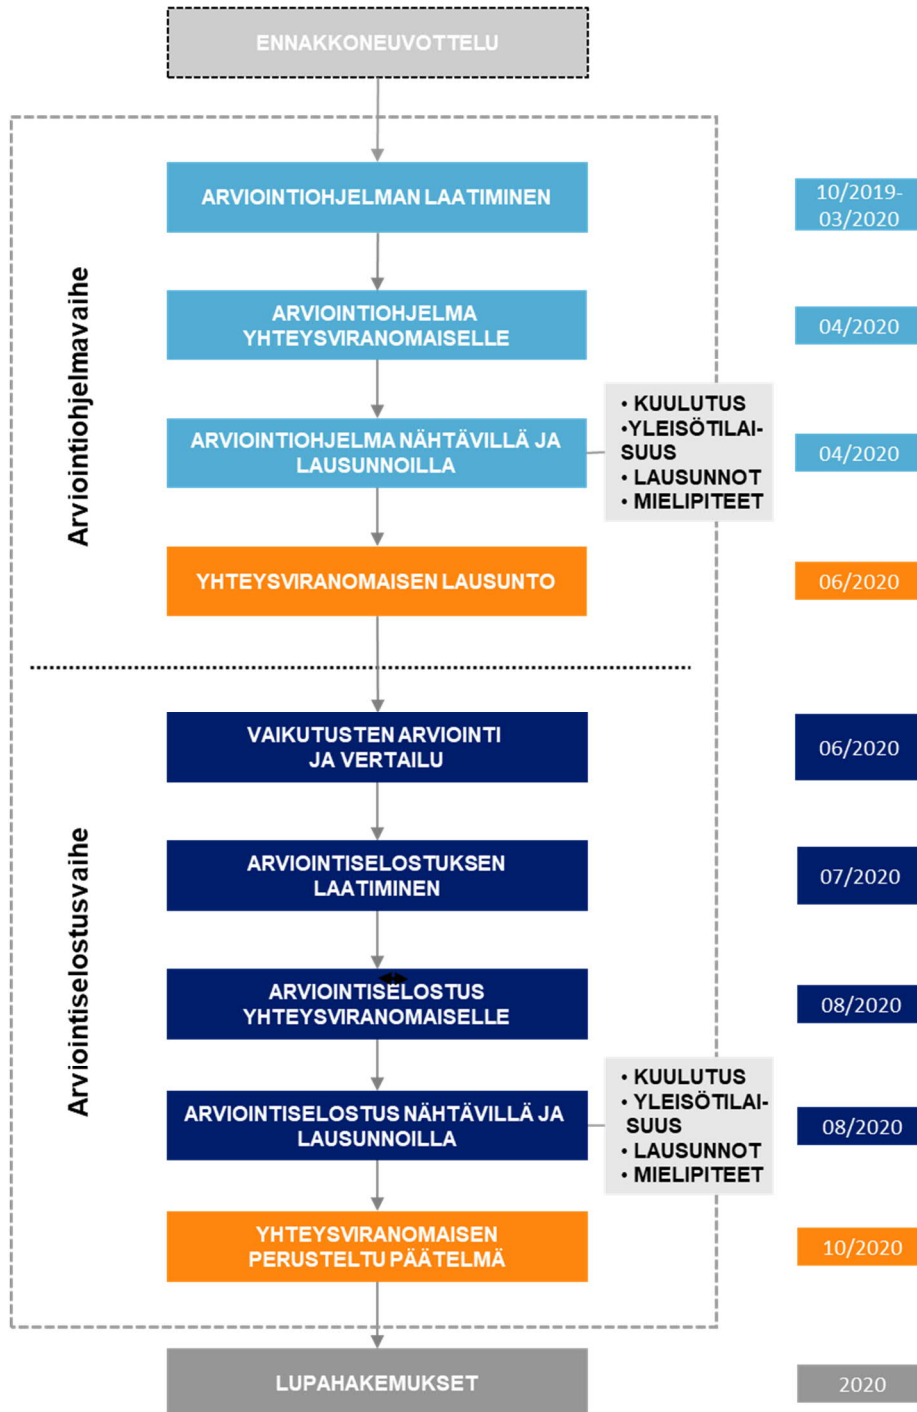 ENNAKKONEUVOTTELU
Arviointiohjelmavaihe
ARVIOINTIOHJELMAN LAATIMINEN
10/2019-
03/2020
ARVIOINTIOHJELMA
YHTEYSVIRANOMAISELLE
04/2020
ARVIOINTIOHJELMA NÄHTÄVILLÄ JA
LAUSUNNOILLA
• KUULUTUS
•YLEISÖTILAI-
SUUS
• LAUSUNNOT
• MIELIPITEET
04/2020
YHTEYSVIRANOMAISEN LAUSUNTO
06/2020
Arviointiselostusvaihe
VAIKUTUSTEN ARVIOINTI
JA VERTAILU
06/2020
ARVIOINTISELOSTUKSEN
LAATIMINEN
07/2020
ARVIOINTISELOSTUS
YHTEYSVIRANOMAISELLE
08/2020
ARVIOINTISELOSTUS NÄHTÄVILLÄ JA
LAUSUNNOILLA
• KUULUTUS
• YLEISÖTILAI-
SUUS
• LAUSUNNOT
• MIELIPITEET
08/2020
YHTEYSVIRANOMAISEN
PERUSTELTU PÄÄTELMÄ
10/2020
LUPAHAKEMUKSET
2020